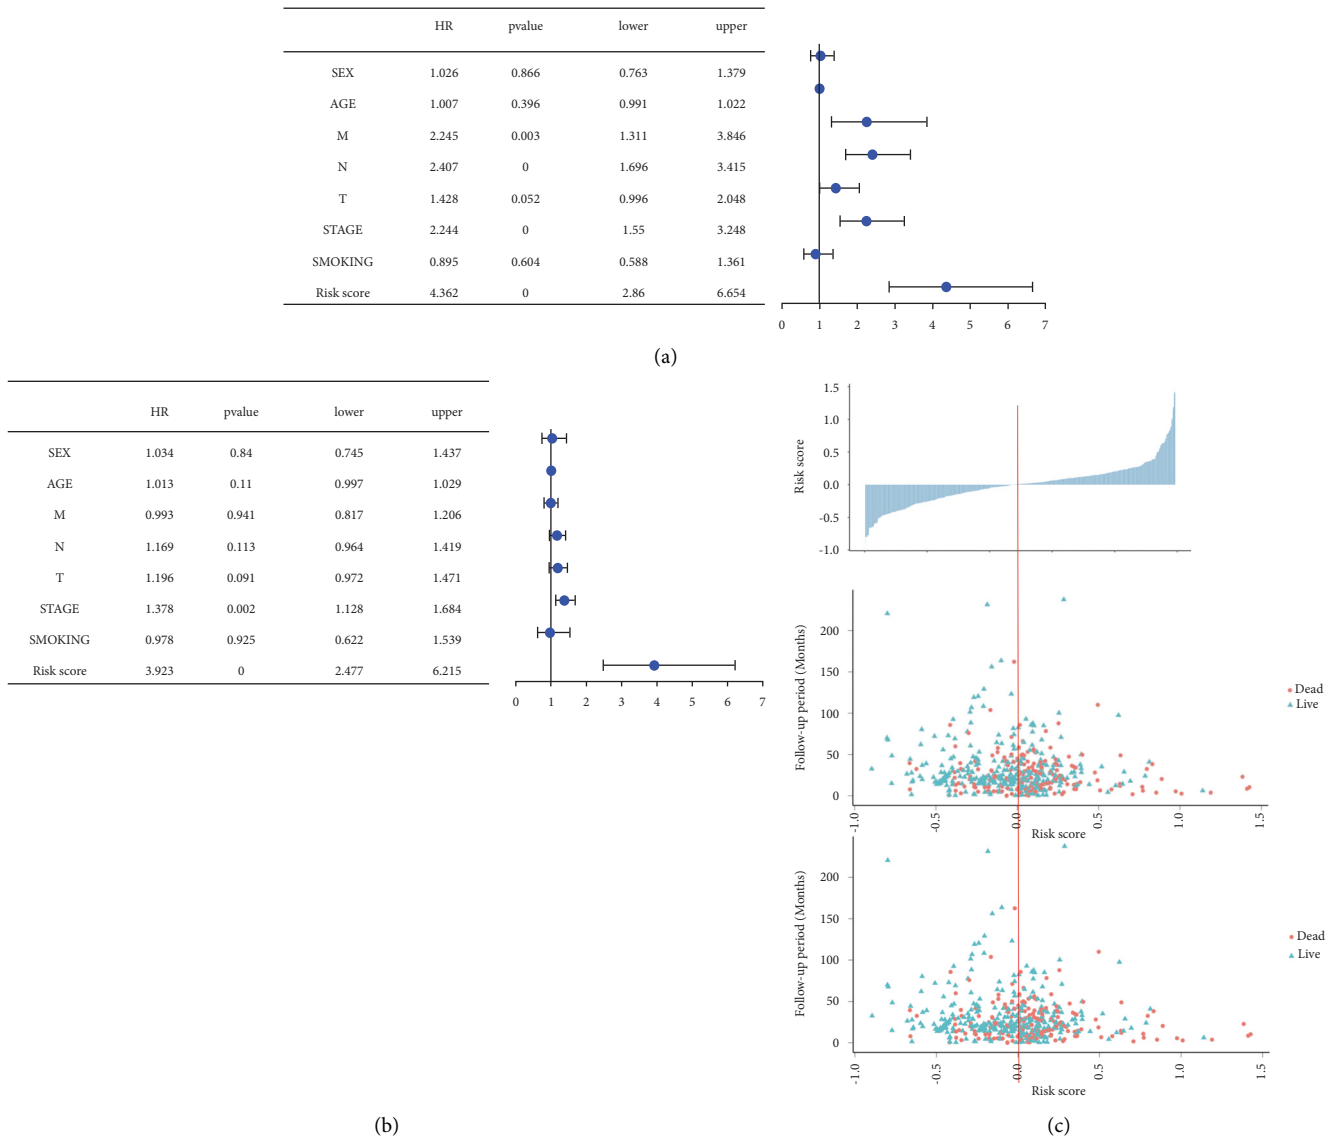 HR pvalue lower upper
SEX 1.026 0.866 0.763 1.379
AGE 1.007 0.396 0.991 1.022
M 2.245 0.003 1.311 3.846
N 2.407 0 1.696 3.415
T 1.428 0.052 0.996 2.048
STAGE 2.244 0 1.55 3.248
SMOKING 0.895 0.604 0.588 1.361
Risk score 4.362 0 2.86 6.654
0 1 2 3 4 5 6 7
(a)
HR pvalue lower upper
SEX 1.034 0.84 0.745 1.437
AGE 1.013 0.11 0.997 1.029
M 0.993 0.941 0.817 1.206
N 1.169 0.113 0.964 1.419
T 1.196 0.091 0.972 1.471
STAGE 1.378 0.002 1.128 1.684
SMOKING 0.978 0.925 0.622 1.539
Risk score 3.923 0 2.477 6.215
0 1 2 3 4 5 6 7
(b)
Risk score
1.5
1.0
0.5
0.0
-0.5
-1.0
Follow-up period (Months)
200
150
100
50
0
-1.0 -0.5 -0.0 0.5 1.0 1.5
Risk score
Dead
Live
Follow-up period (Months)
200
150
100
50
0
-1.0 -0.5 -0.0 0.5 1.0 1.5
Risk score
Dead
Live
(c)